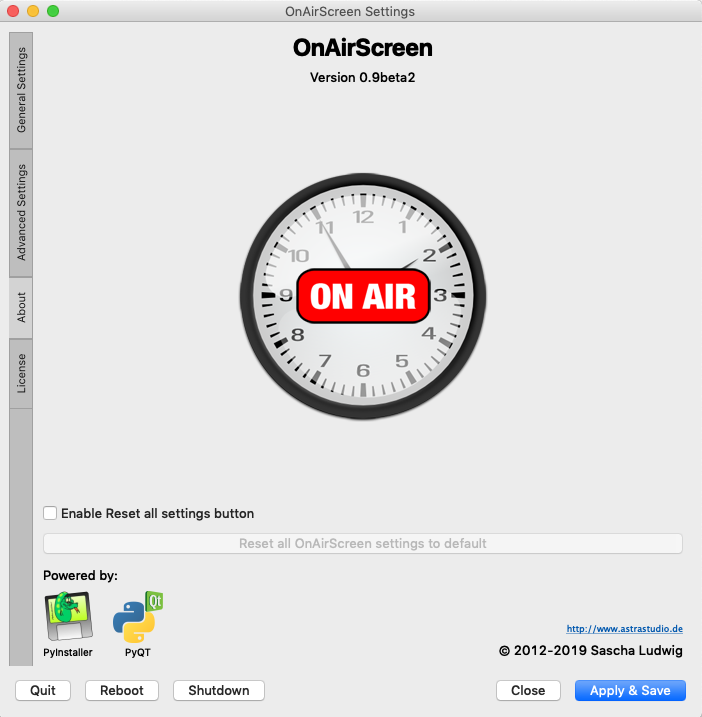 OnAirScreen Settings
General Settings
Advanced Settings
About
License
OnAirScreen
Version 0.9beta2
12
11
1
10
2
9
ON AIR
3
8
4
7
5
6
Enable Reset all settings button
Reset all OnAirScreen settings to default
Powered by:
Qt
PyInstaller
PyQT
http://www.astrastudio.de
© 2012-2019 Sascha Ludwig
Quit
Reboot
Shutdown
Close
Apply & Save